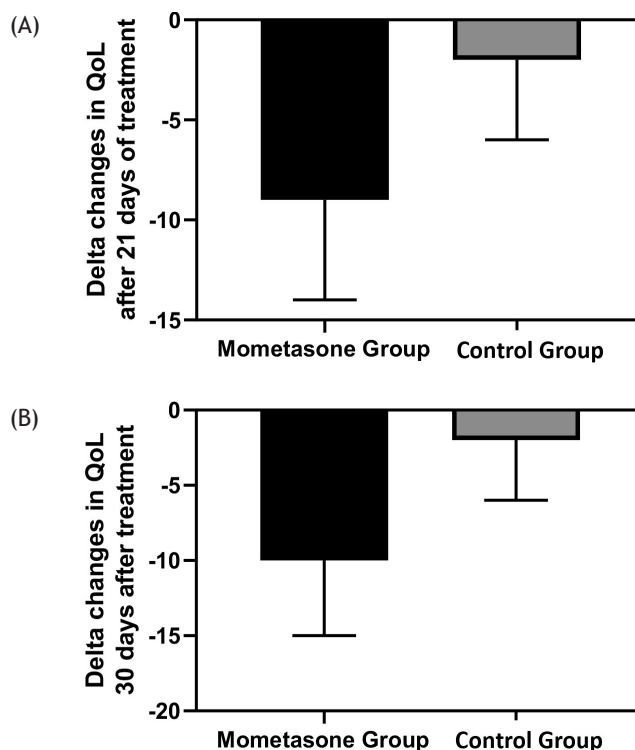 (A)
Delta changes in QoL
after 21 days of treatment
0
-5
-10
-15
Mometasone Group
Control Group
(B)
Delta changes in QoL
30 days after treatment
0
-5
-10
-15
-20
Mometasone Group
Control Group